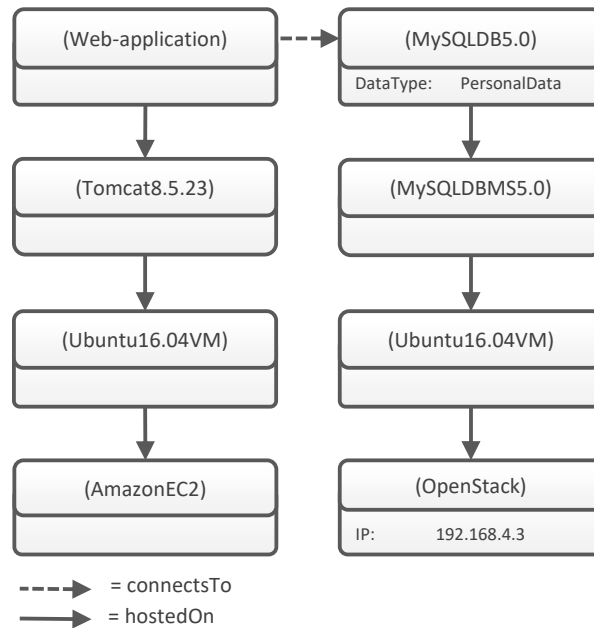 (Web-application)
(MySQLDB5.0)
DataType: PersonalData
(Tomcat8.5.23)
(MySQLDBMS5.0)
(Ubuntu16.04VM)
(Ubuntu16.04VM)
(AmazonEC2)
(OpenStack)
IP: 192.168.4.3
= connectsTo
= hostedOn